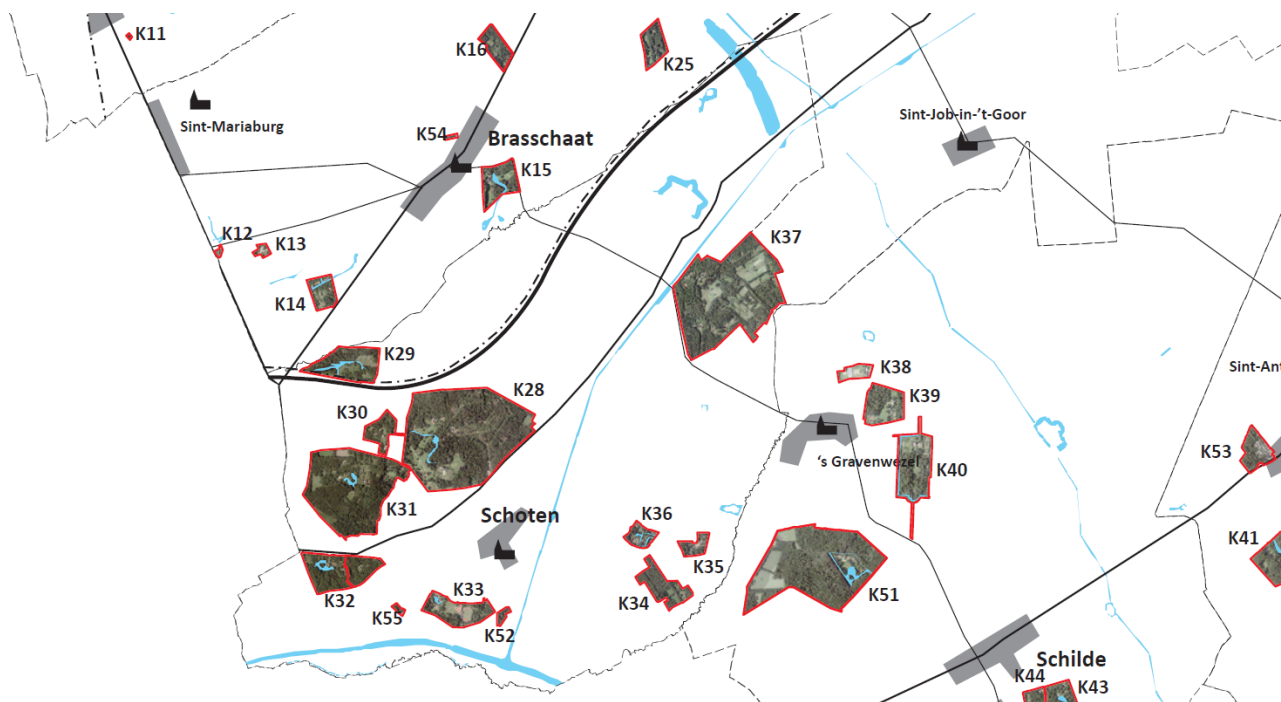 K11
K16
K25
Sint-Mariaburg
K54
Brasschaat
Sint-Job-in-'t-Goor
K15
K12
K13
K37
K14
K29
K38
Sint-Ant
K28
K39
K30
's Gravenwezel
K40
K53
K31
Schoten
K36
K41
K35
K32
K33
K34
K51
K55
K52
Schilde
K44
K43